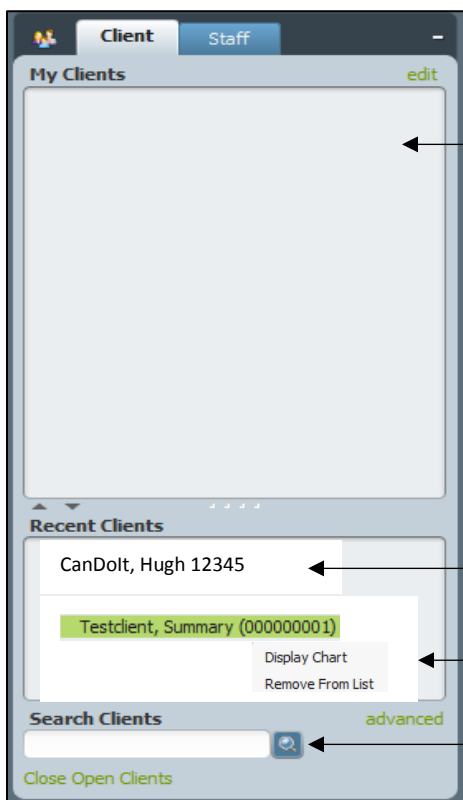 Client Staff
My Clients edit
Recent Clients
CanDoIt, Hugh 12345
Testclient, Summary (000000001)
Display Chart
Remove From List
Search Clients advanced
Close Open Clients